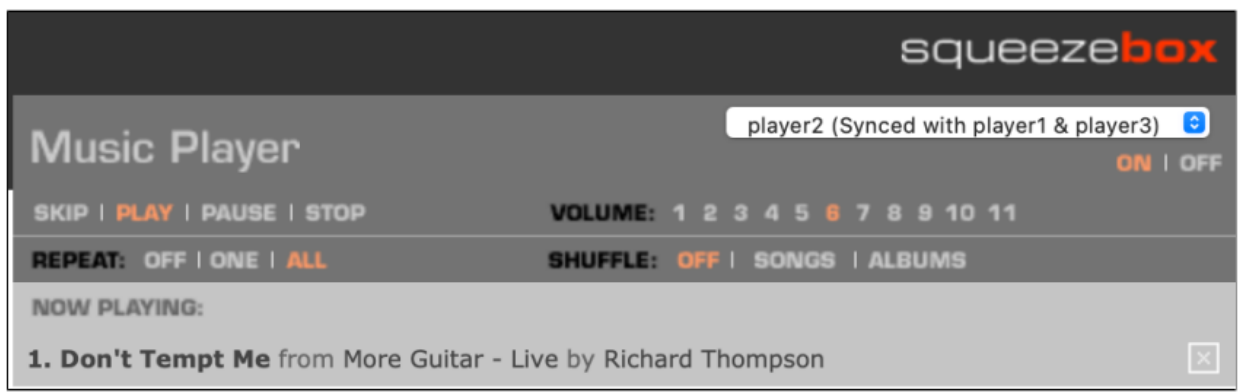 squeezebox
Music Player
player2 (Synced with player1 & player3)
ON | OFF
SKIP | PLAY | PAUSE | STOP VOLUME: 1 2 3 4 5 6 7 8 9 10 11
REPEAT: OFF | ONE | ALL SHUFFLE: OFF | SONGS | ALBUMS
NOW PLAYING:
1. Don't Tempt Me from More Guitar - Live by Richard Thompson